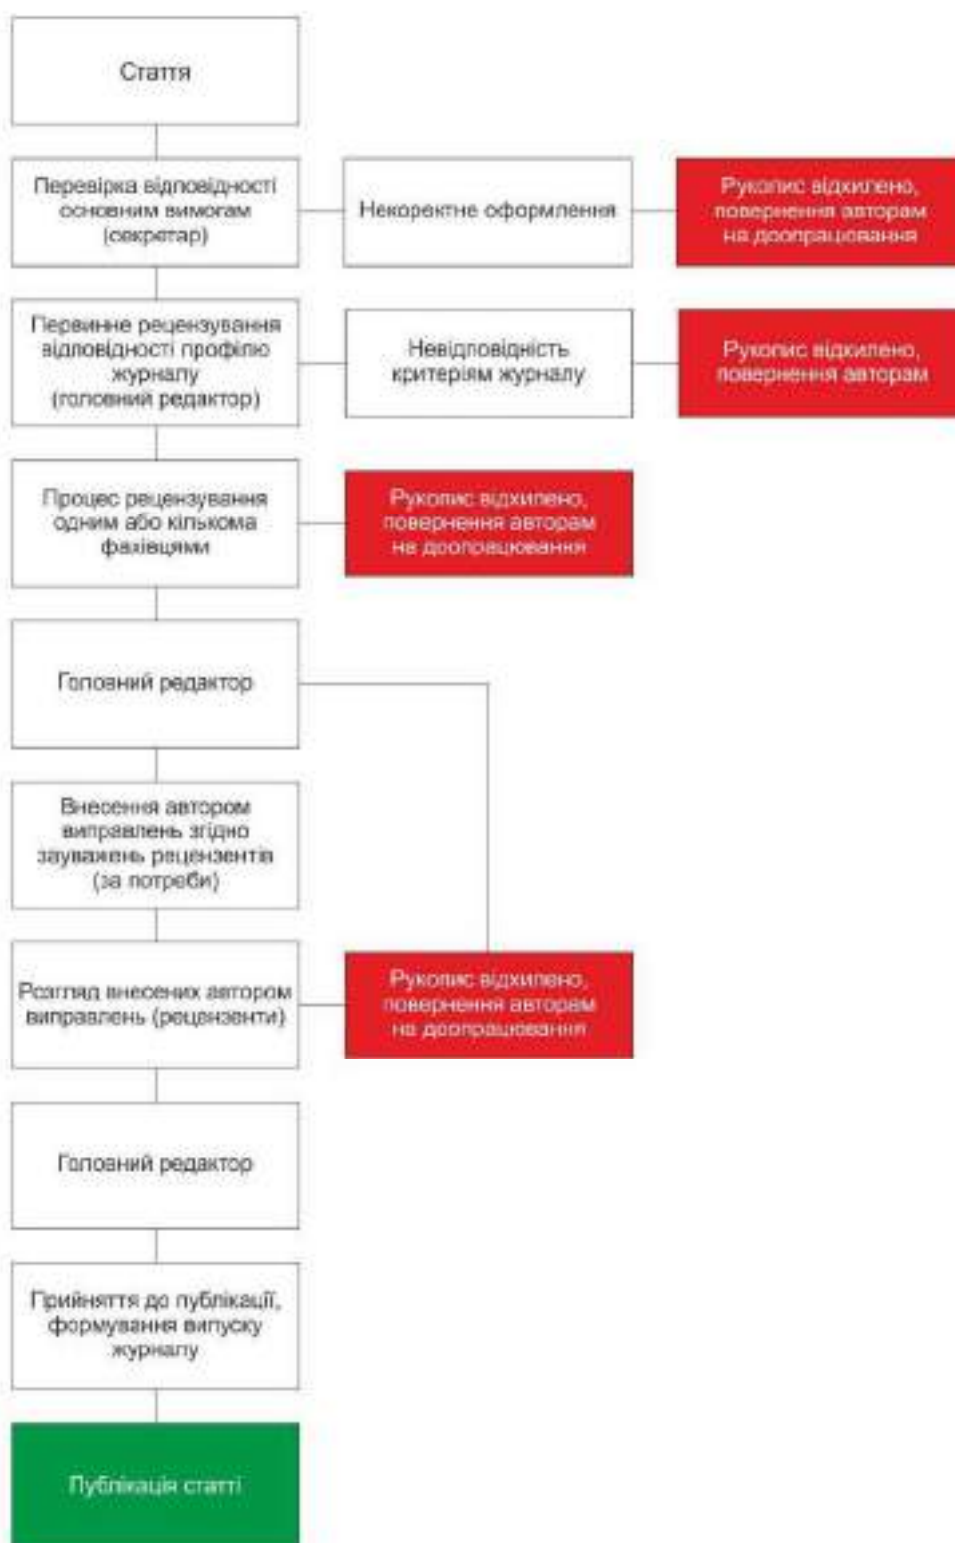 Стаття
Перевірка відповідності
основним вимогам
(секретар)
Некоректне оформлення
Рукопис відхилено,
повернення авторам
на доопрацювання
Первинне рецензування
відповідності профілю
журналу
(головний редактор)
Невідповідність
критеріям журналу
Рукопис відхилено,
повернення авторам
Процес рецензування
одним або кількома
фахівцями
Рукопис відхилено,
повернення авторам
на доопрацювання
Головний редактор
Внесення автором
виправлень згідно
зауважень рецензентів
(за потреби)
Розгляд внесених автором
виправлень (рецензенти)
Рукопис відхилено,
повернення авторам
на доопрацювання
Головний редактор
Прийняття до публікації,
формування випуску
журналу
Публікація статті